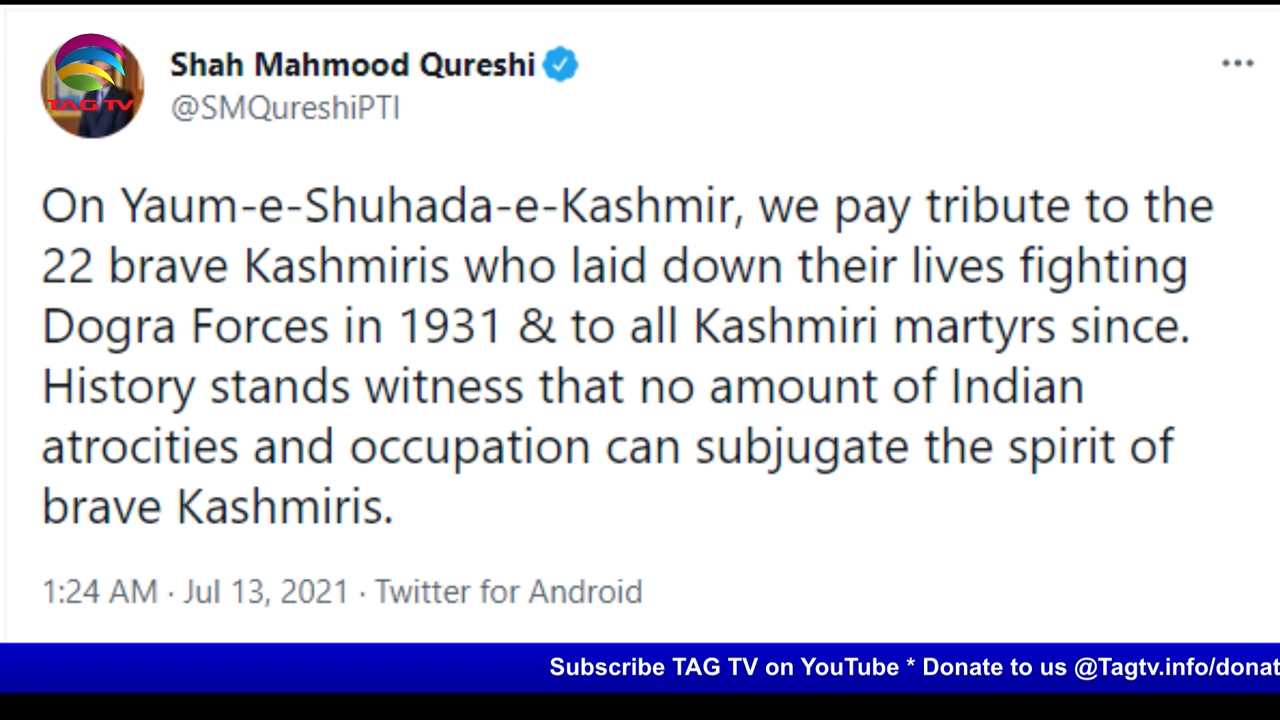 TAG TV
Shah Mahmood Qureshi
@SMQureshiPTI
On Yaum-e-Shuhada-e-Kashmir, we pay tribute to the
22 brave Kashmiris who laid down their lives fighting
Dogra Forces in 1931 & to all Kashmiri martyrs since.
History stands witness that no amount of Indian
atrocities and occupation can subjugate the spirit of
brave Kashmiris.
1:24 AM · Jul 13, 2021 · Twitter for Android
Subscribe TAG TV on YouTube * Donate to us @Tagtv.info/donat